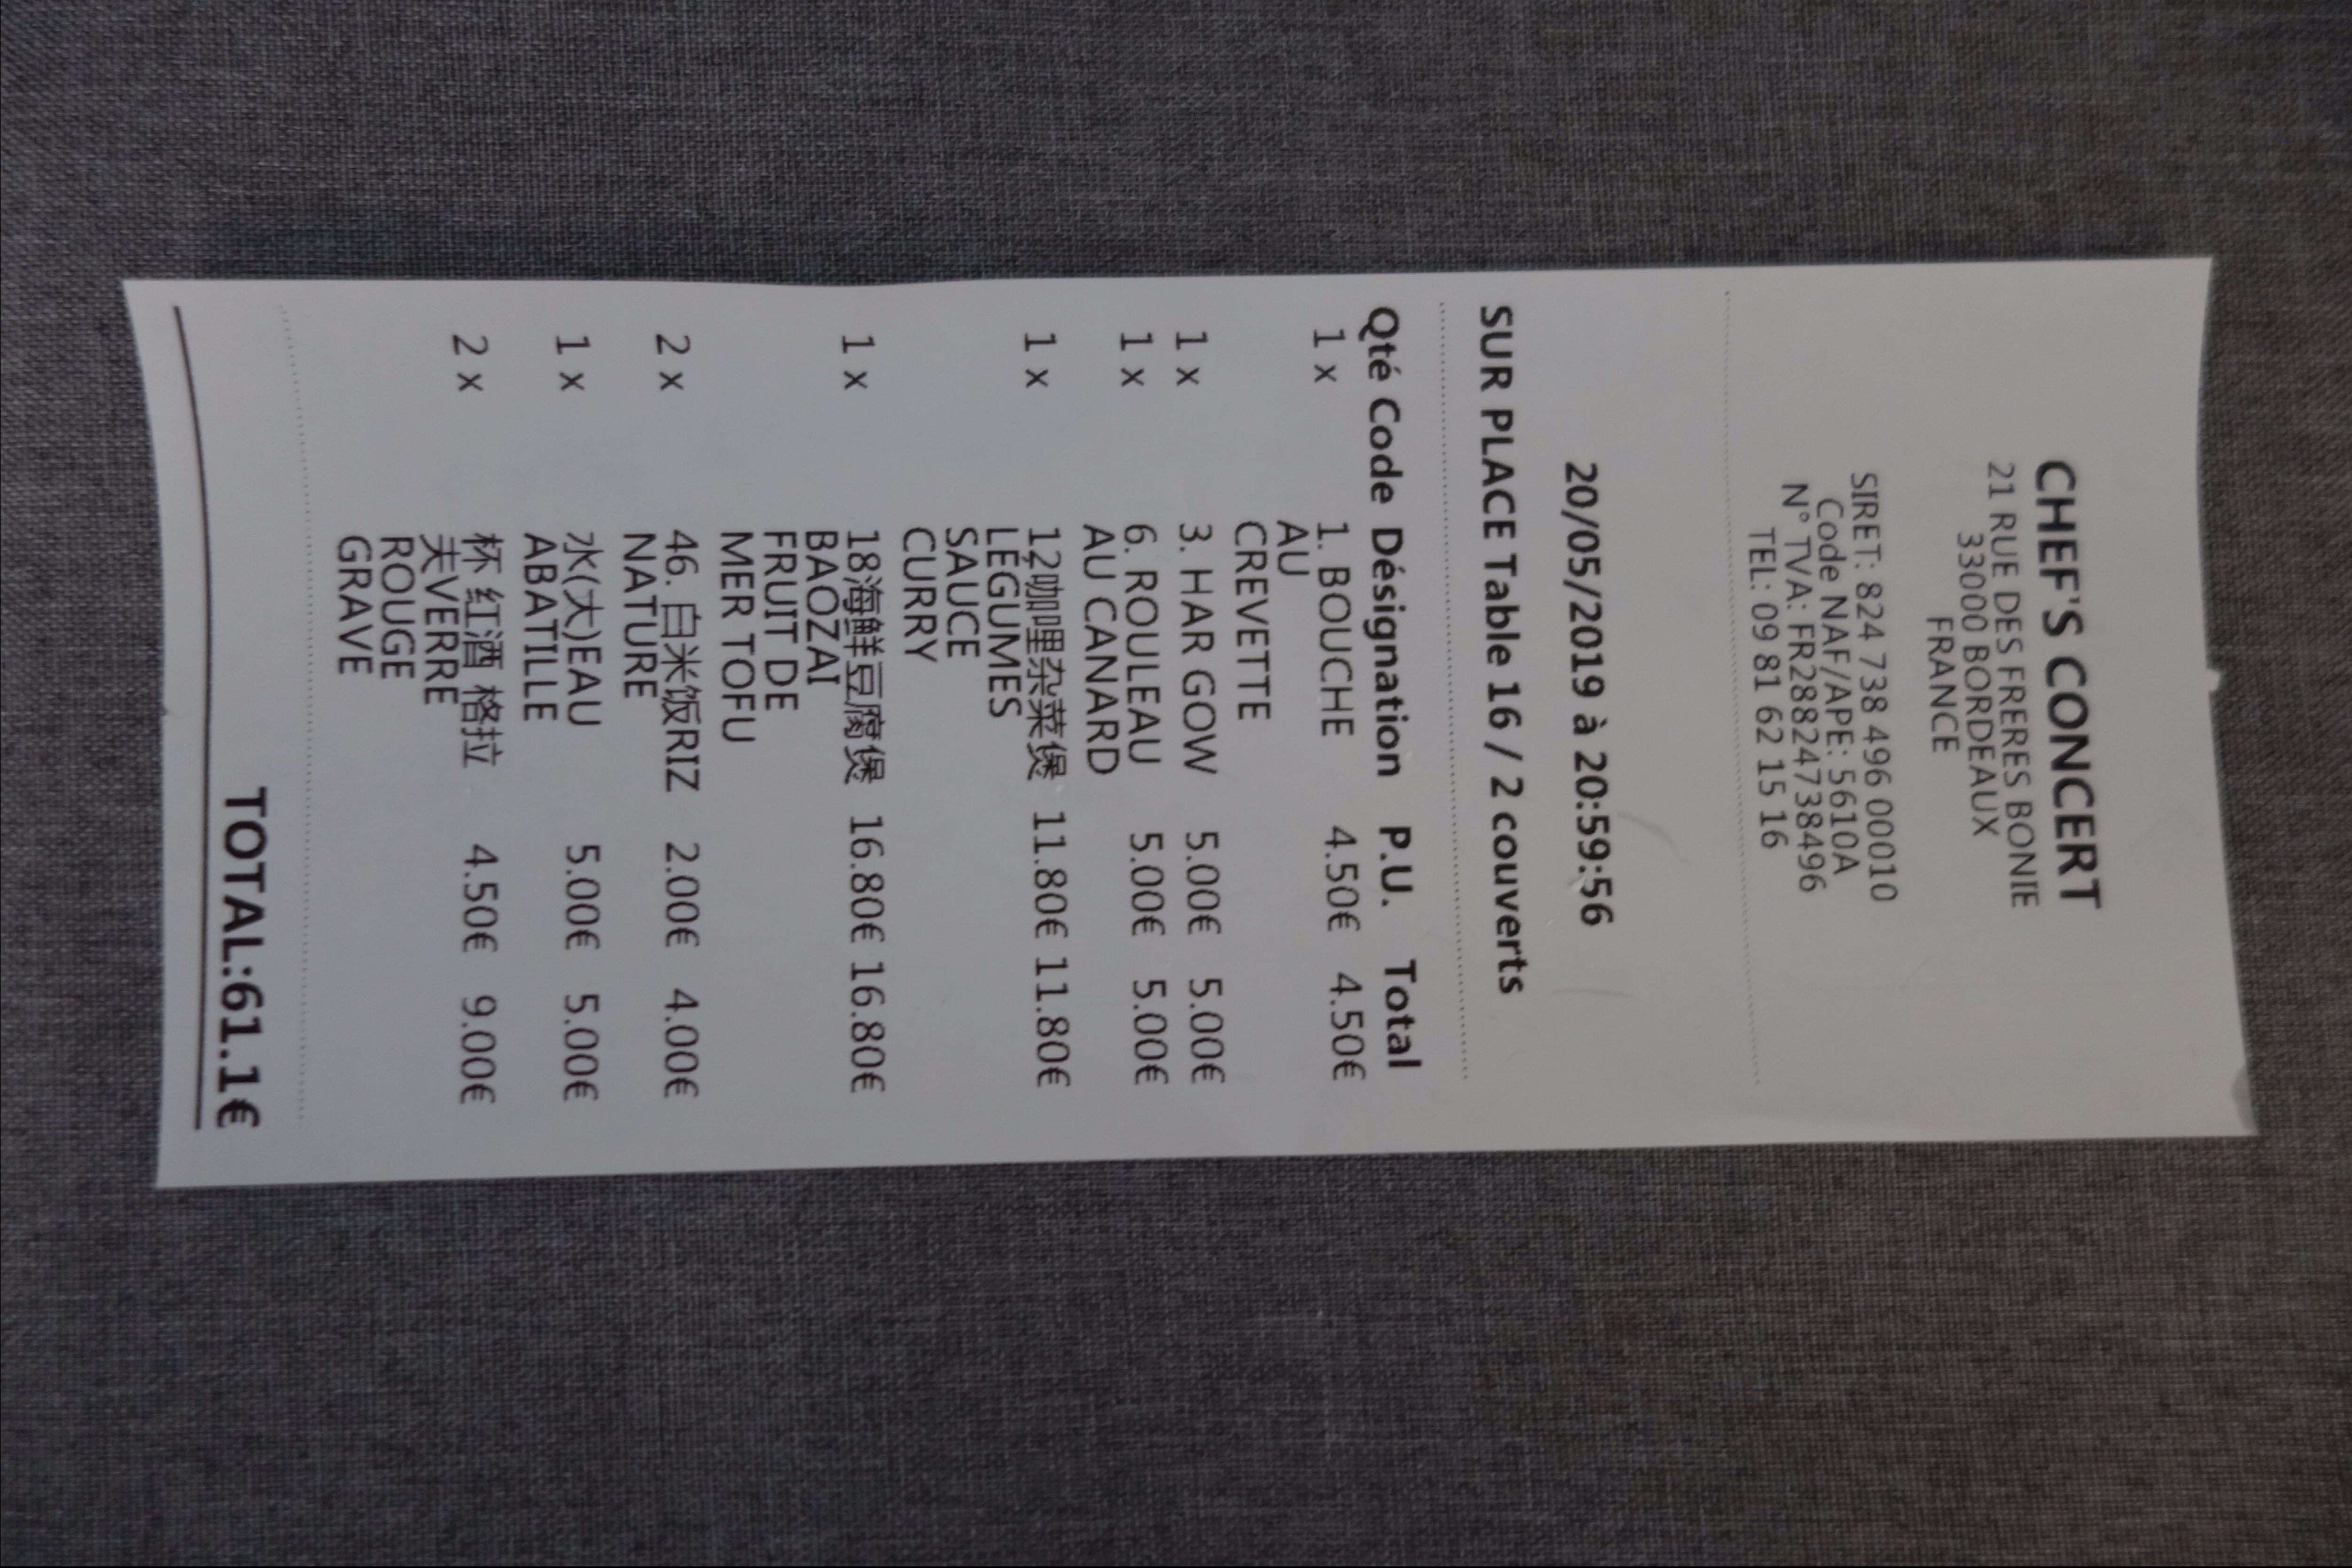 CHEF'S CONCERT
21 RUE DES FRERES BONIE
33000 BORDEAUX
FRANCE
SIRET: 824 738 496 00010
Code NAF/APE: 5610A
N° TVA: FR28824738496
TEL: 09 81 62 15 16
20/05/2019 à 20:59:56
SUR PLACE Table 16 / 2 couverts
Qté Code Désignation P.U. Total
1 x 1. BOUCHE 4.50€ 4.50€
AU
CREVETTE
1 x 3. HAR GOW 5.00€ 5.00€
1 x 6. ROULEAU 5.00€ 5.00€
AU CANARD
1 x 12咖哩杂菜煲 11.80€ 11.80€
LÉGUMES
SAUCE
CURRY
1 x 18海鲜豆腐煲 16.80€ 16.80€
BAOZAI
FRUIT DE
MER TOFU
2 x 46. 白米饭RIZ 2.00€ 4.00€
NATURE
1 x 水(大)EAU 5.00€ 5.00€
ABATILLE
2 x 杯 红酒 格拉 4.50€ 9.00€
夫VERRE
ROUGE
GRAVE
TOTAL:61.1€